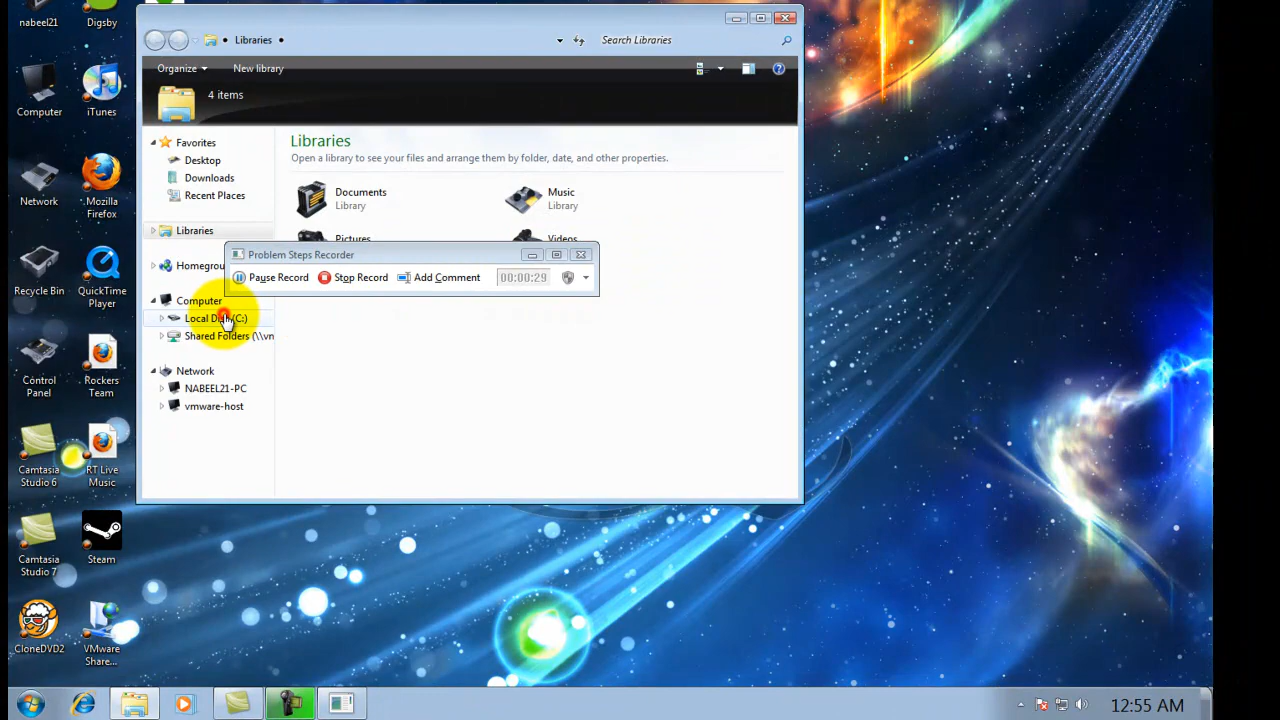 nabeel21
Digsby
Computer
iTunes
Network
Mozilla
Firefox
Recycle Bin
QuickTime
Player
Control
Panel
Rockers
Team
Camtasia
Studio 6
RT Live
Music
Camtasia
Studio 7
Steam
CloneDVD2
VMware
Share...
Libraries
Search Libraries
Organize
New library
4 items
Favorites
Desktop
Downloads
Recent Places
Libraries
Homegrou
Computer
Local Disk (C:)
Shared Folders (\\vn
Network
NABEEL21-PC
vmware-host
Libraries
Open a library to see your files and arrange them by folder, date, and other properties.
Documents
Library
Music
Library
Pictures
Videos
Problem Steps Recorder
Pause Record
Stop Record
Add Comment
00:00:29
12:55 AM